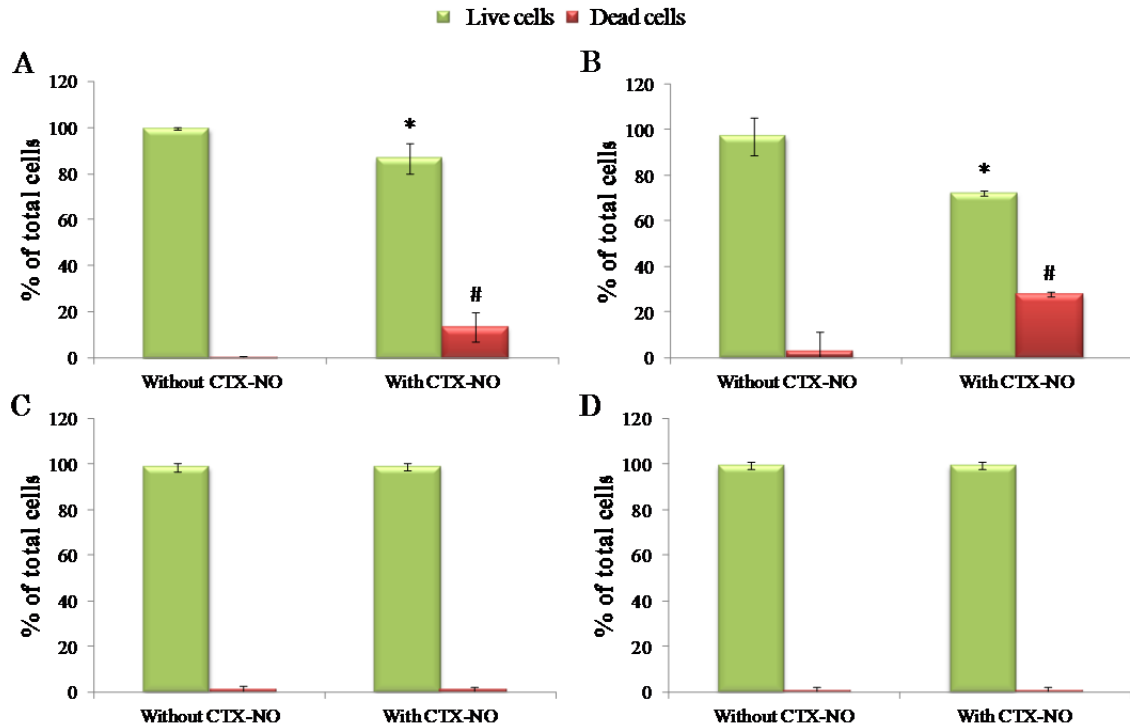 Live cells Dead cells
A
120
100
80
60
40
20
0
% of total cells
*
#
Without CTX-NO With CTX-NO
B
120
100
80
60
40
20
0
% of total cells
*
#
Without CTX-NO With CTX-NO
C
120
100
80
60
40
20
0
% of total cells
Without CTX-NO With CTX-NO
D
120
100
80
60
40
20
0
% of total cells
Without CTX-NO With CTX-NO